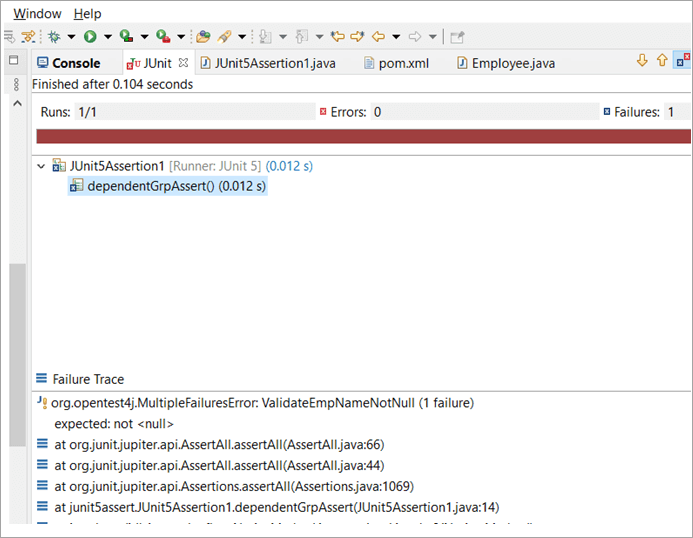 Window Help
Console JUnit JUnit5Assertion1.java pom.xml Employee.java
Finished after 0.104 seconds
Runs: 1/1 Errors: 0 Failures: 1
JUnit5Assertion1 [Runner: JUnit 5] (0.012 s)
dependentGrpAssert() (0.012 s)
Failure Trace
org.opentest4j.MultipleFailuresError: ValidateEmpNameNotNull (1 failure)
expected: not <null>
at org.junit.jupiter.api.AssertAll.assertAll(AssertAll.java:66)
at org.junit.jupiter.api.AssertAll.assertAll(AssertAll.java:44)
at org.junit.jupiter.api.Assertions.assertAll(Assertions.java:1069)
at junit5assert.JUnit5Assertion1.dependentGrpAssert(JUnit5Assertion1.java:14)